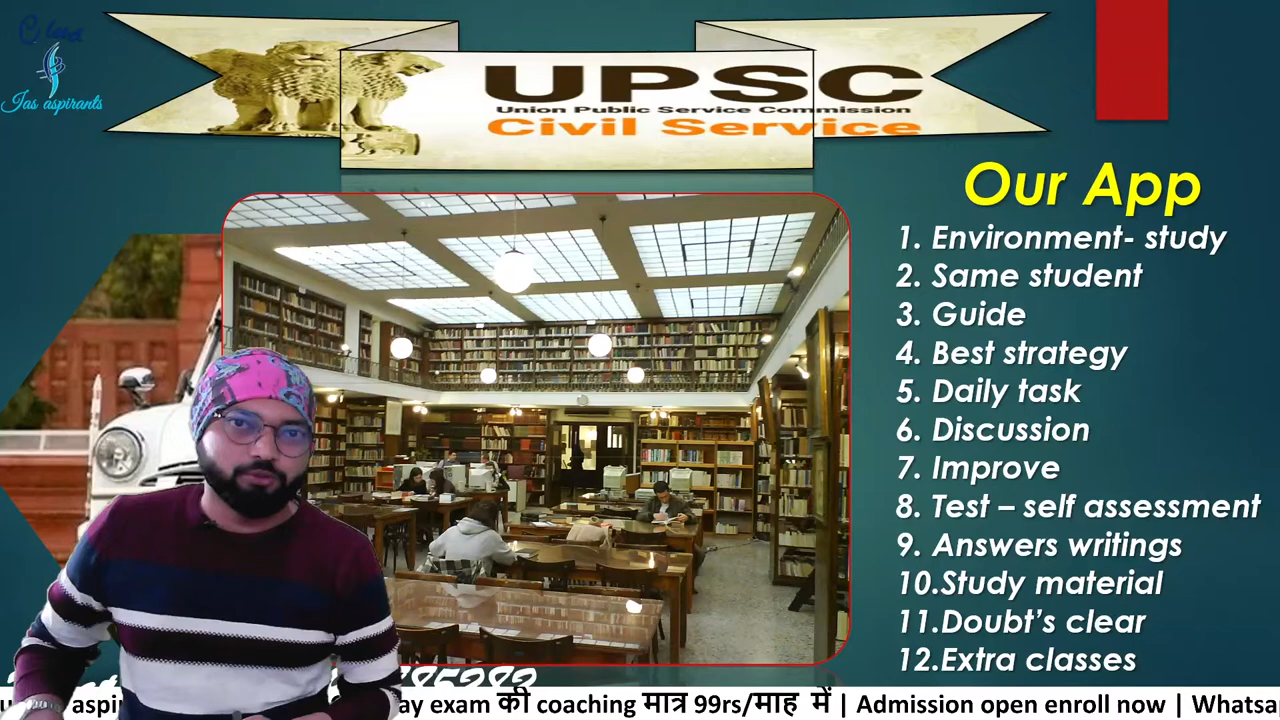 Ias aspirants
UPSC
Union Public Service Commission
Civil Service
Our App
1. Environment- study
2. Same student
3. Guide
4. Best strategy
5. Daily task
6. Discussion
7. Improve
8. Test – self assessment
9. Answers writings
10.Study material
11.Doubt's clear
12.Extra classes
685282
aspir ay exam की coaching मात्र 99rs/माह में | Admission open enroll now | Whatsa